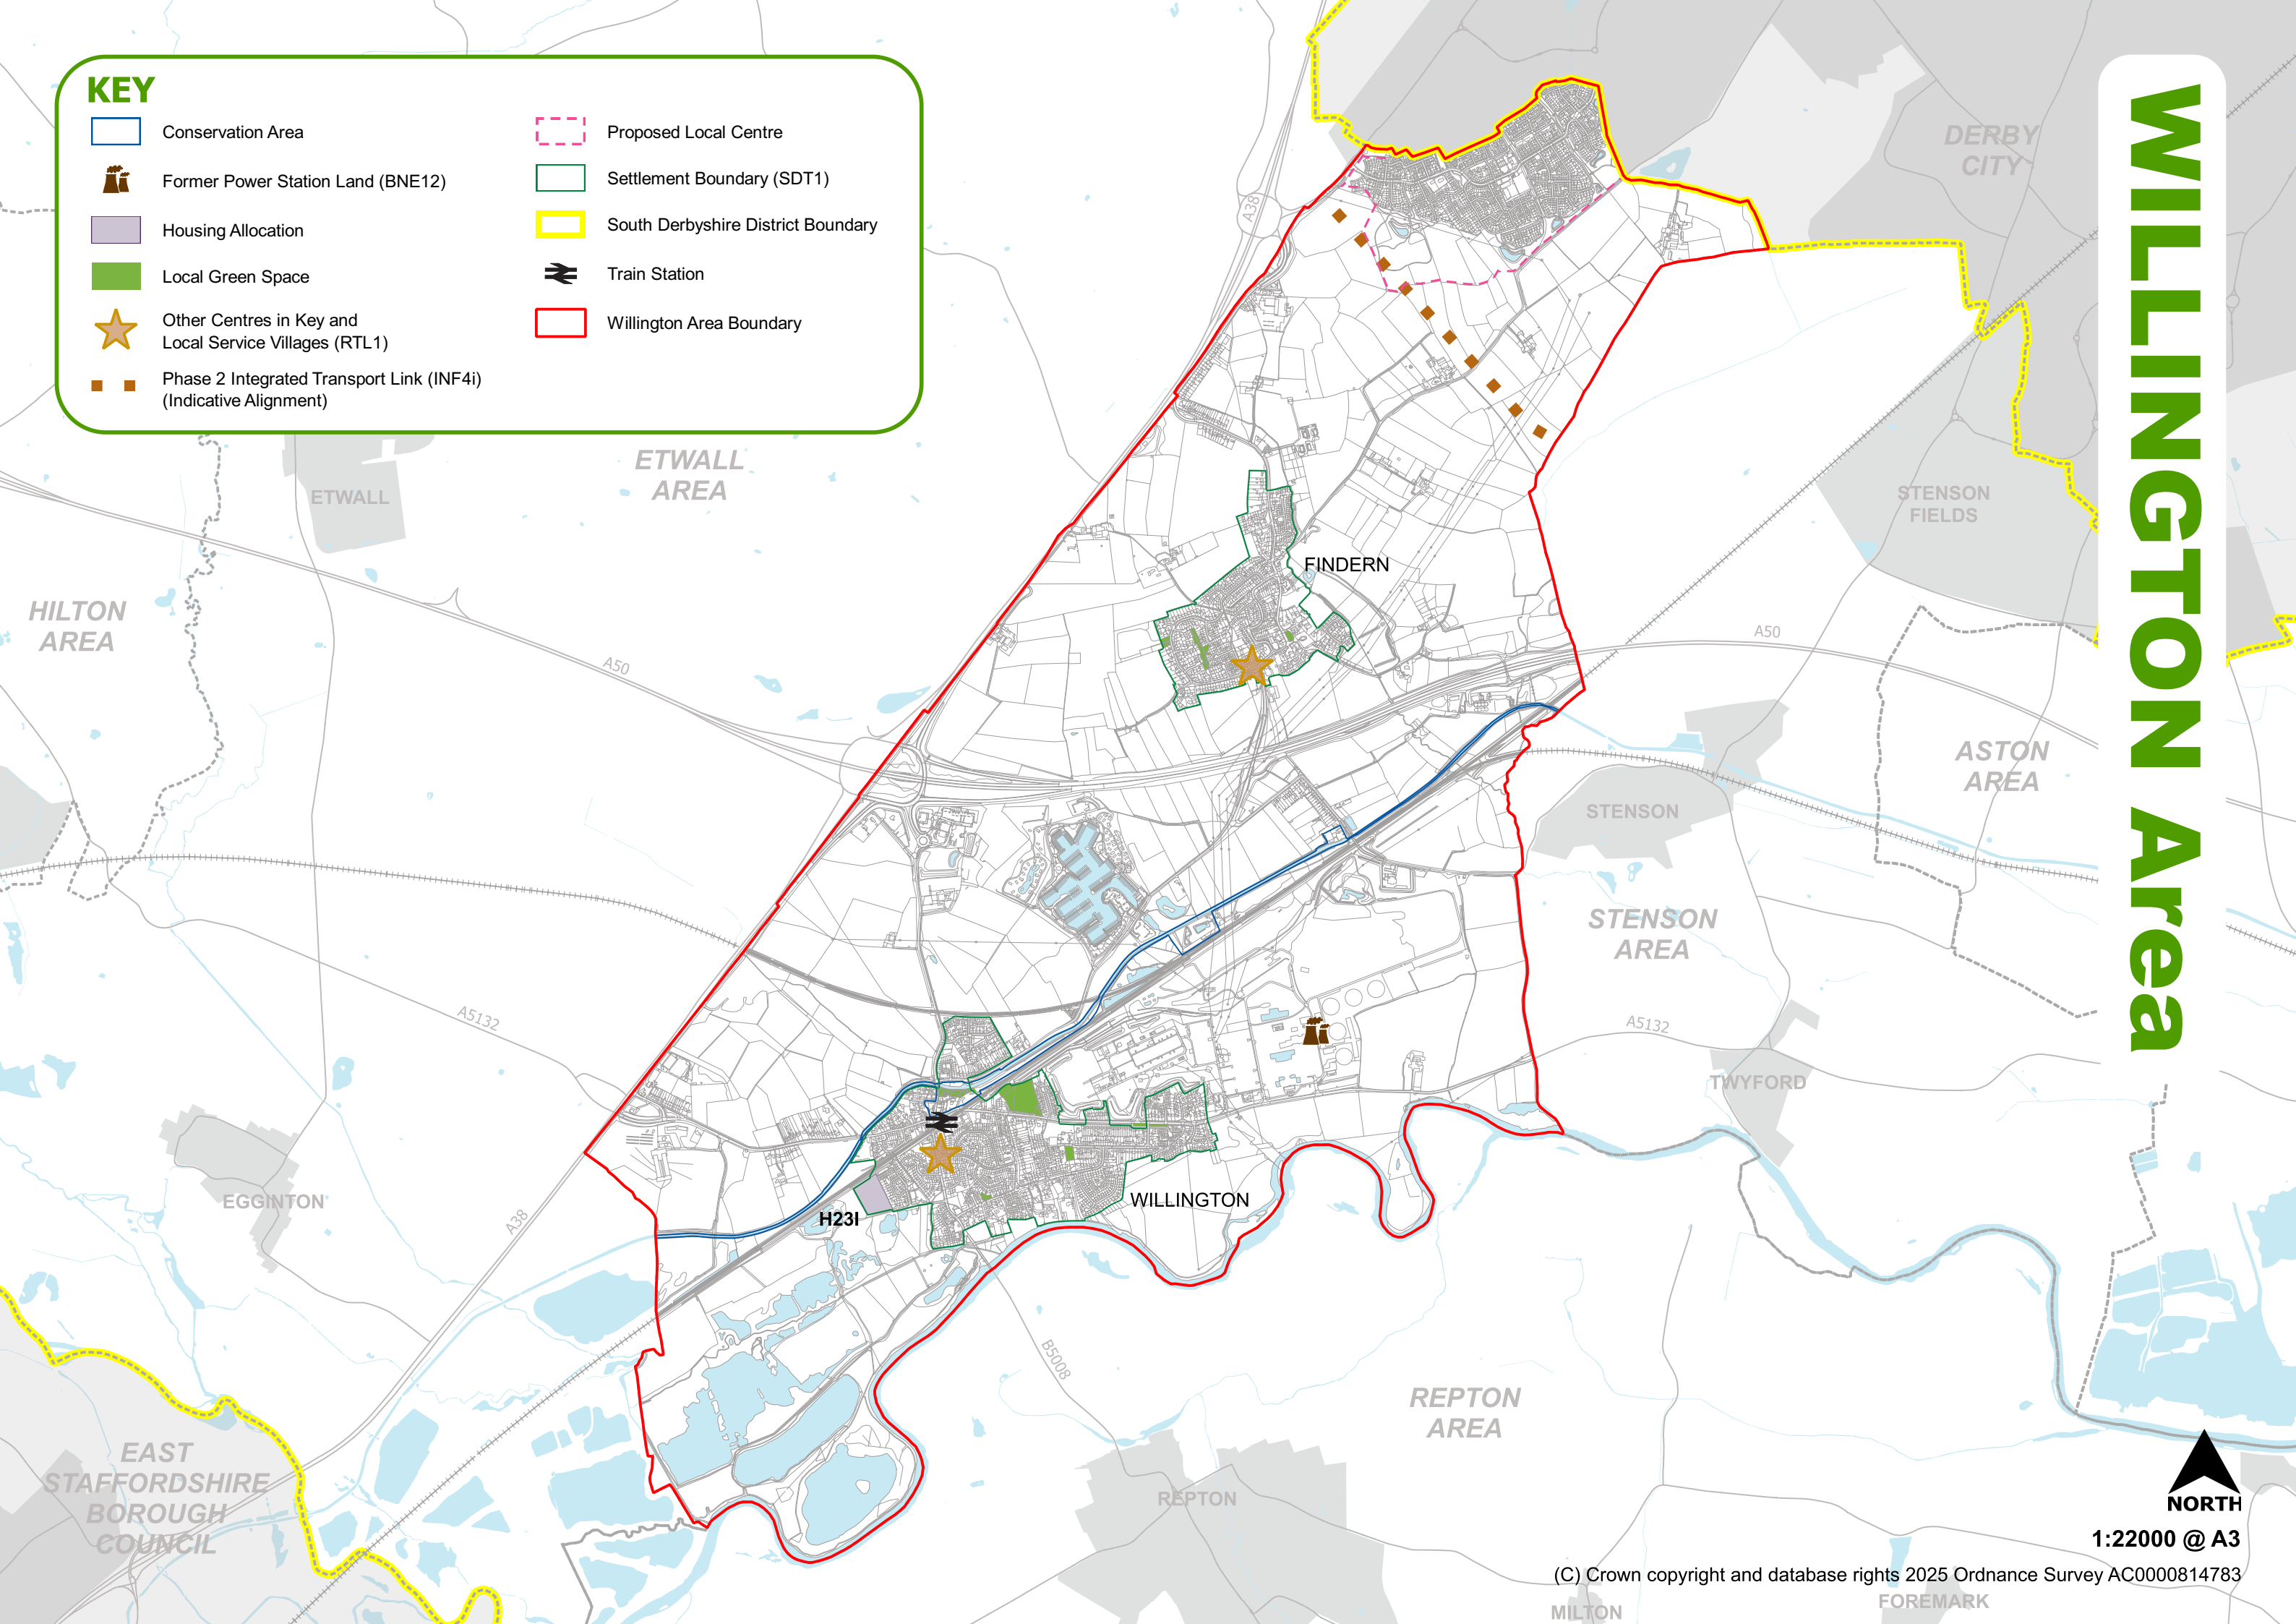 KEY
Conservation Area
Former Power Station Land (BNE12)
Housing Allocation
Local Green Space
Other Centres in Key and
Local Service Villages (RTL1)
Phase 2 Integrated Transport Link (INF4i)
(Indicative Alignment)
Proposed Local Centre
Settlement Boundary (SDT1)
South Derbyshire District Boundary
Train Station
Willington Area Boundary
WILLINGTON Area
DERBY
CITY
A38
ETWALL
AREA
ETWALL
STENSON
FIELDS
FINDERN
HILTON
AREA
A50
A50
ASTON
AREA
STENSON
STENSON
AREA
A5132
A5132
TWYFORD
EGGINTON
A38
H23I
WILLINGTON
B5008
REPTON
AREA
EAST
STAFFORDSHIRE
BOROUGH
COUNCIL
REPTON
NORTH
1:22000 @ A3
(C) Crown copyright and database rights 2025 Ordnance Survey AC0000814783
FOREMARK
MILTON